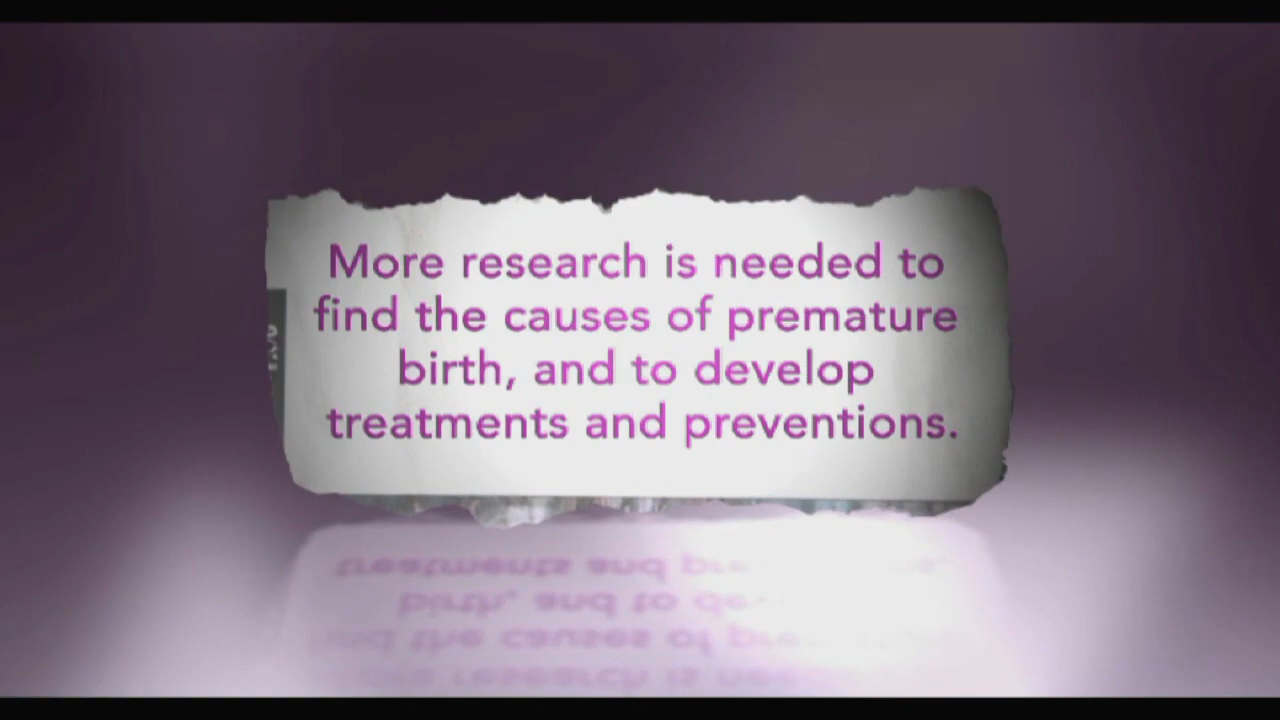 More research is needed to
find the causes of premature
birth, and to develop
treatments and preventions.